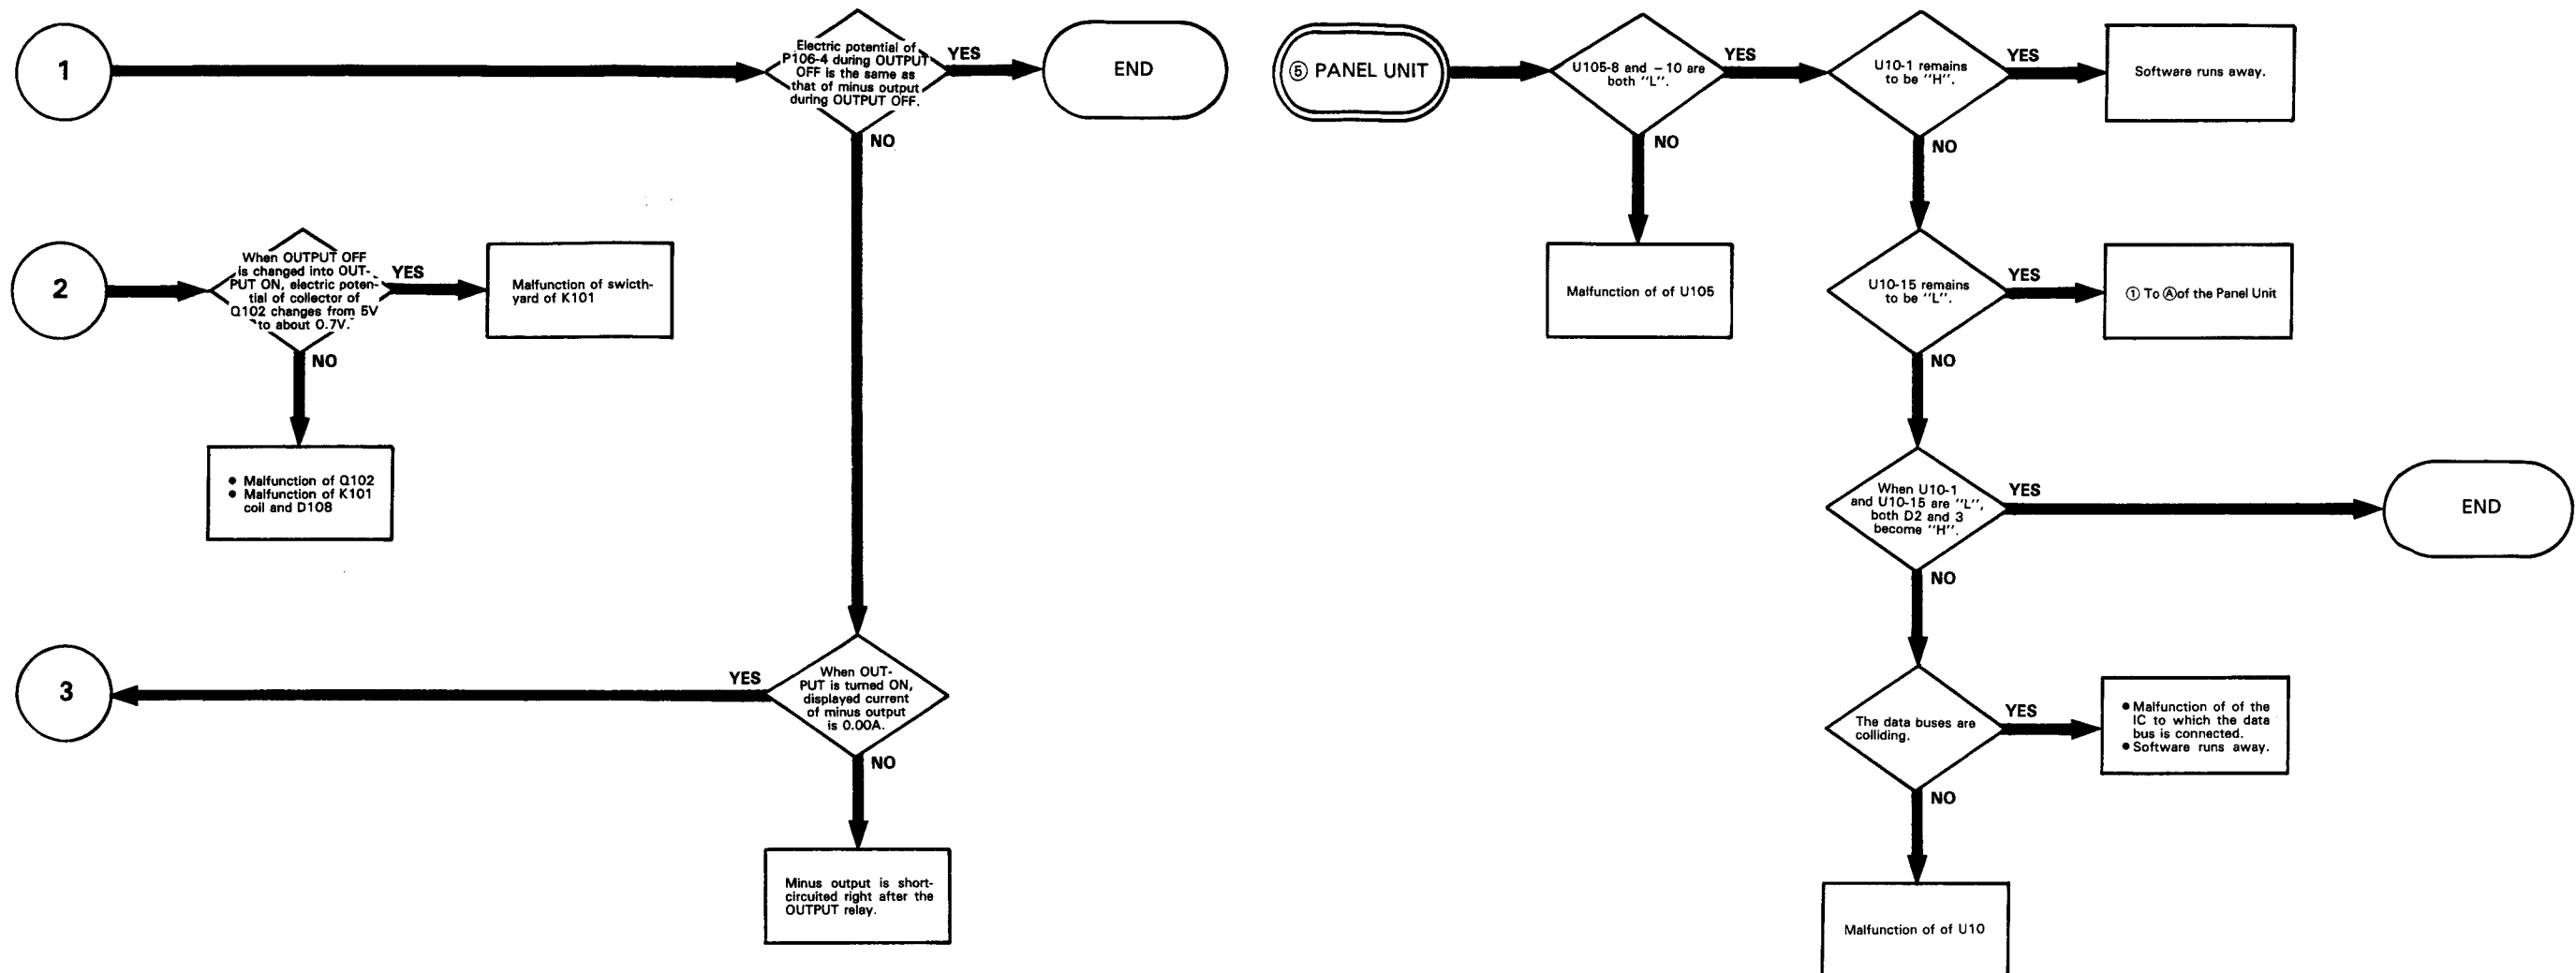 1
Electric potential of
P106-4 during OUTPUT
OFF is the same as
that of minus output
during OUTPUT OFF.
YES
END
NO
2
When OUTPUT OFF
is changed into OUT-
PUT ON, electric poten-
tial of collector of
Q102 changes from 5V
to about 0.7V.
YES
Malfunction of swicth-
yard of K101
NO
● Malfunction of Q102
● Malfunction of K101
coil and D108
3
YES
When OUT-
PUT is turned ON,
displayed current
of minus output
is 0.00A.
NO
Minus output is short-
circuited right after the
OUTPUT relay.
⑤ PANEL UNIT
U105-8 and −10 are
both "L".
YES
NO
Malfunction of of U105
U10-1 remains
to be "H".
YES
Software runs away.
NO
U10-15 remains
to be "L".
YES
① To Ⓐof the Panel Unit
NO
When U10-1
and U10-15 are "L",
both D2 and 3
become "H".
YES
END
NO
The data buses are
colliding.
YES
● Malfunction of of the
IC to which the data
bus is connected.
● Software runs away.
NO
Malfunction of of U10